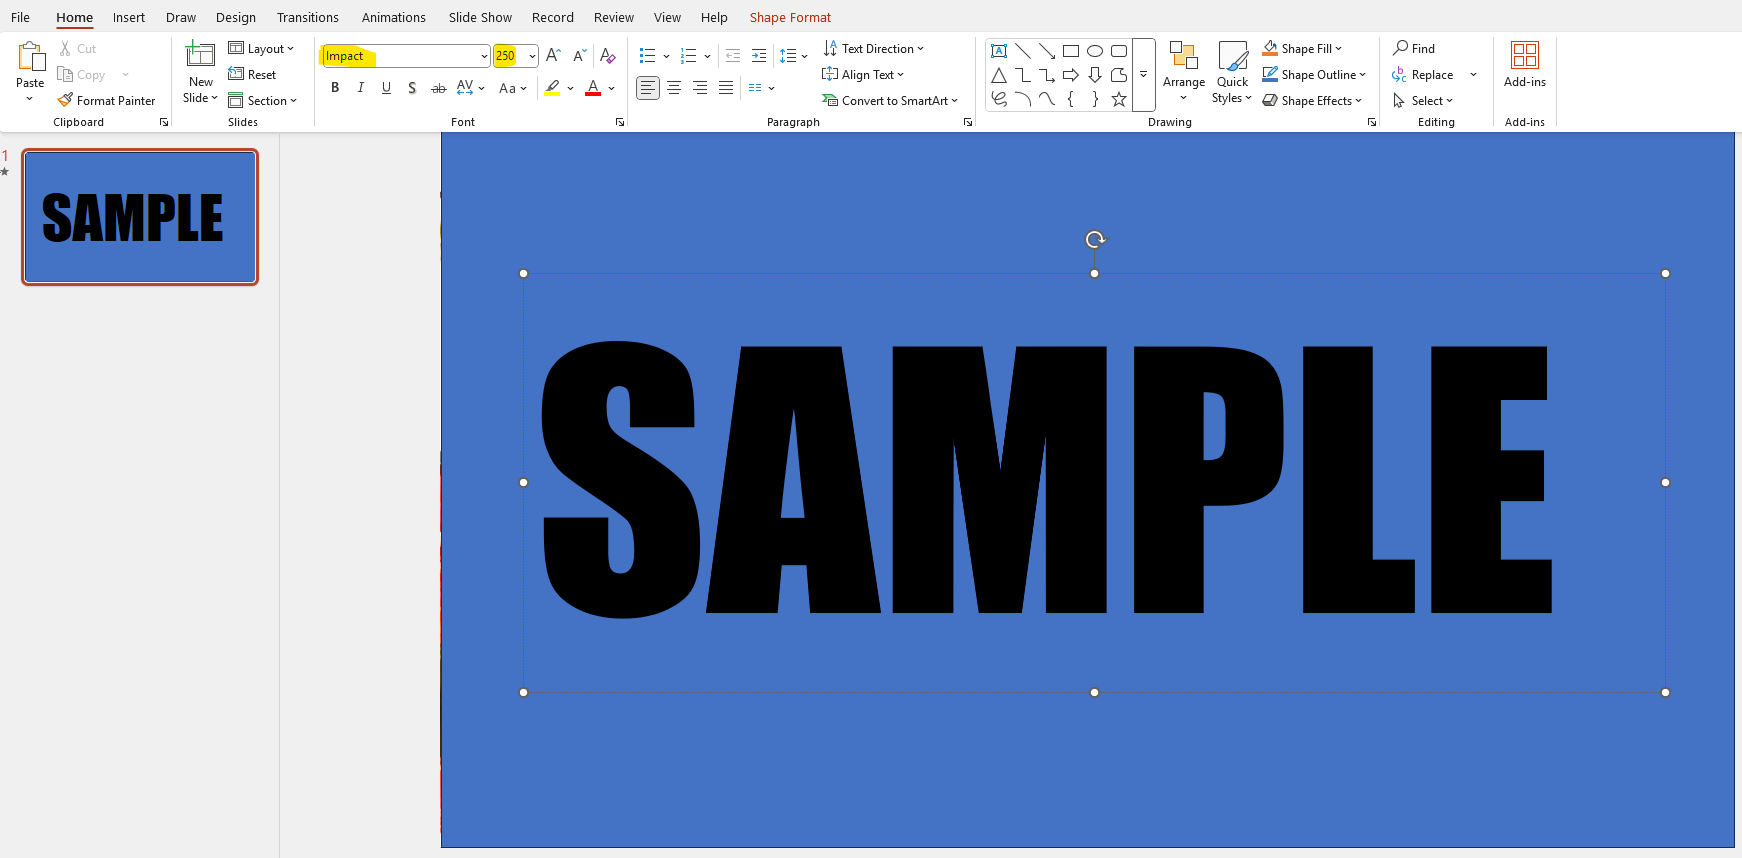 File Home Insert Draw Design Transitions Animations Slide Show Record Review View Help Shape Format
Paste
Cut
Copy
Format Painter
Clipboard
New
Slide
Layout
Reset
Section
Slides
Impact 250 A A A
B I U S ab AV Aa A
Font
Text Direction
Align Text
Convert to SmartArt
Paragraph
A
Arrange
Quick
Styles
Shape Fill
Shape Outline
Shape Effects
Drawing
Find
Replace
Select
Editing
Add-ins
Add-ins
1
SAMPLE
SAMPLE